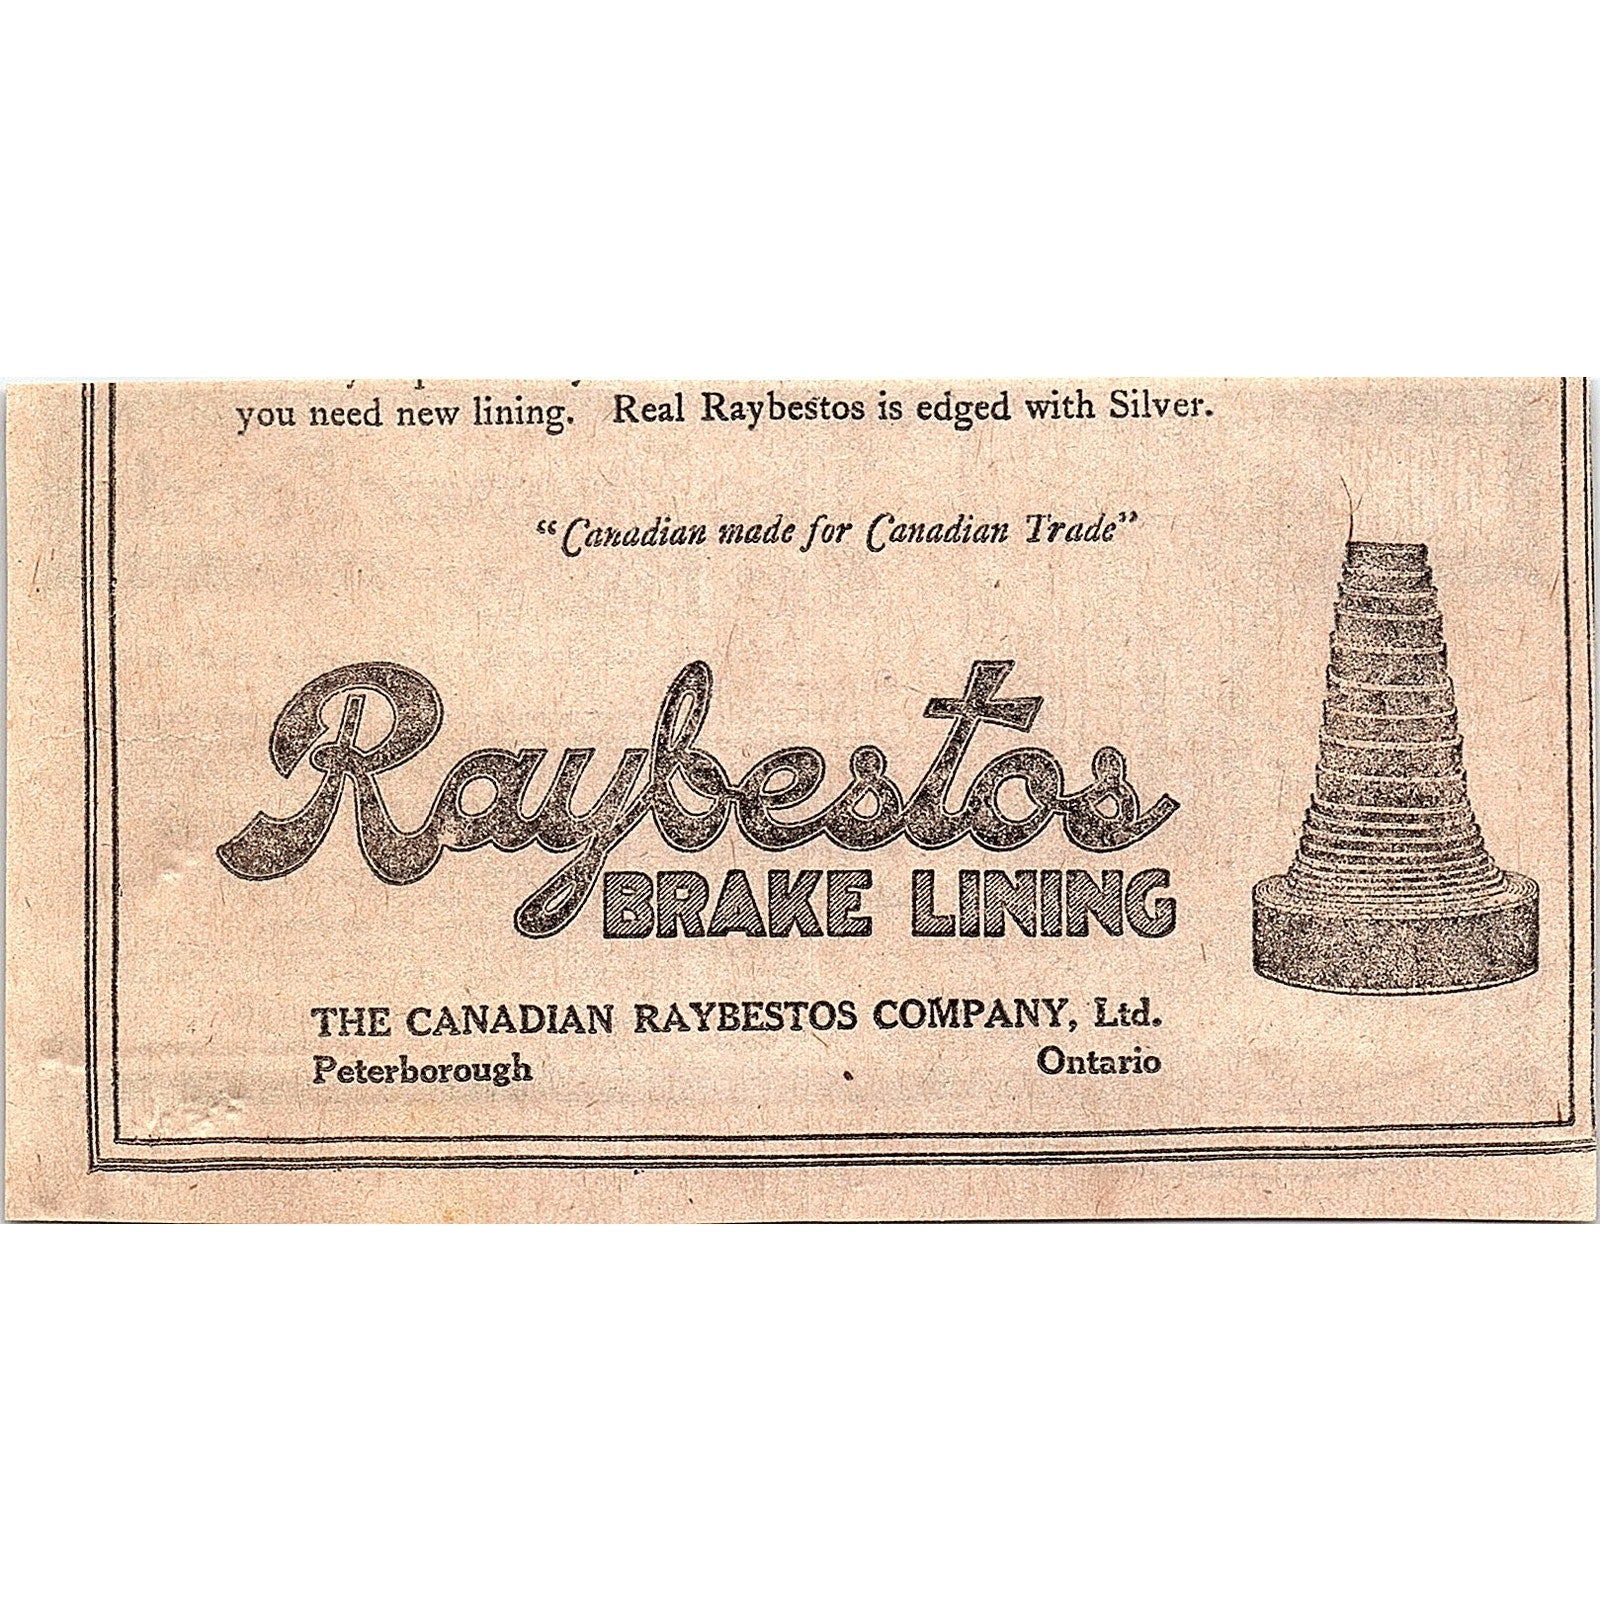 you need new lining. Real Raybestos is edged with Silver.
“Canadian made for Canadian Trade”
Raybestos
BRAKE LINING
THE CANADIAN RAYBESTOS COMPANY, Ltd.
Peterborough Ontario